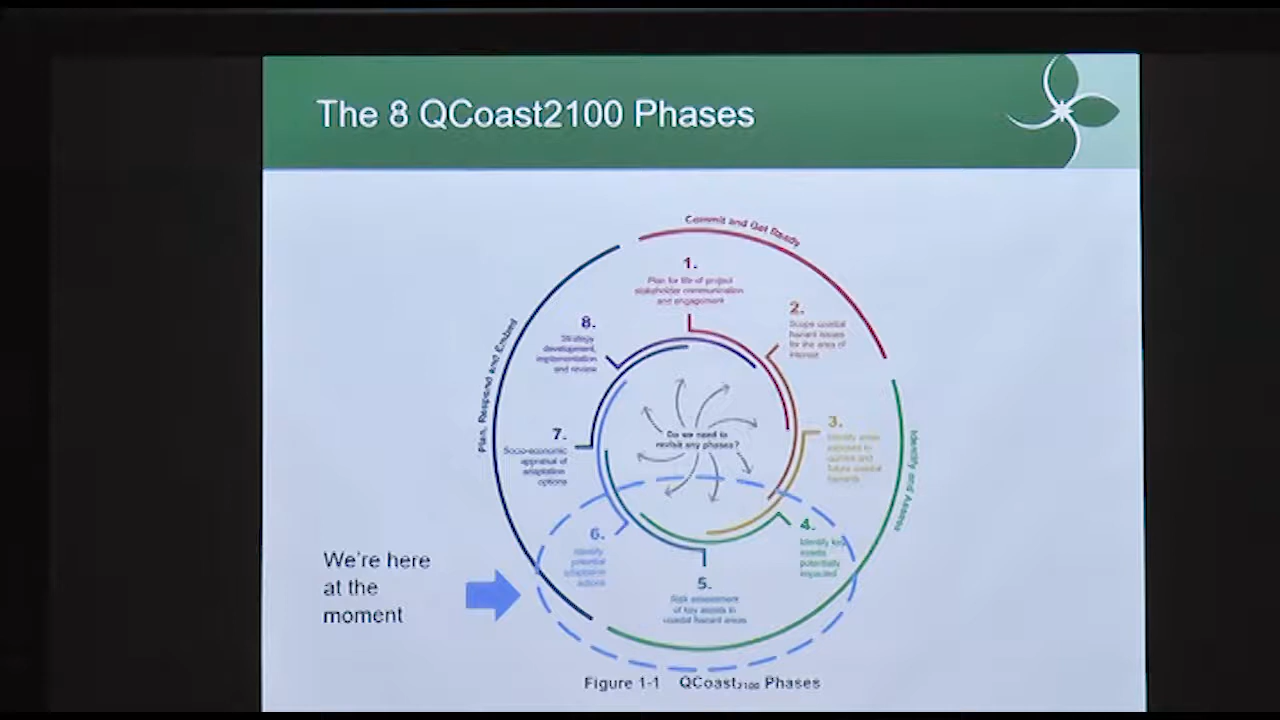 The 8 QCoast2100 Phases
Commit and Get Ready
1.
Plan for life of project
stakeholder communication
and engagement
2.
Scope coastal
hazard issues
for the area of
interest
Identify and Assess
3.
Identify areas
exposed to
current and
future coastal
hazards
4.
Identify key
assets
potentially
impacted
5.
Risk assessment
of key assets in
coastal hazard areas
6.
Identify
potential
adaptation
actions
7.
Socio-economic
appraisal of
adaptation
options
8.
Strategy
development,
implementation
and review
Plan, Respond and Embed
Do we need to
revisit any phases?
We're here
at the
moment
Figure 1-1 QCoast2100 Phases